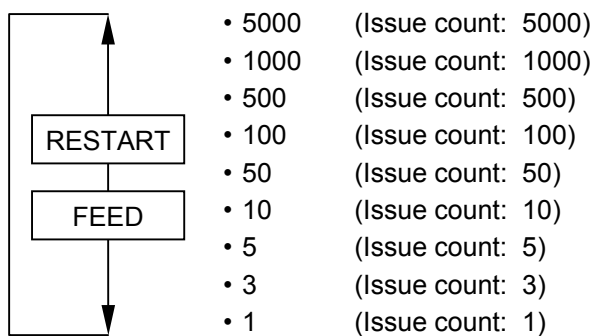 • 5000 (Issue count: 5000)
• 1000 (Issue count: 1000)
• 500 (Issue count: 500)
RESTART • 100 (Issue count: 100)
• 50 (Issue count: 50)
FEED • 10 (Issue count: 10)
• 5 (Issue count: 5)
• 3 (Issue count: 3)
• 1 (Issue count: 1)